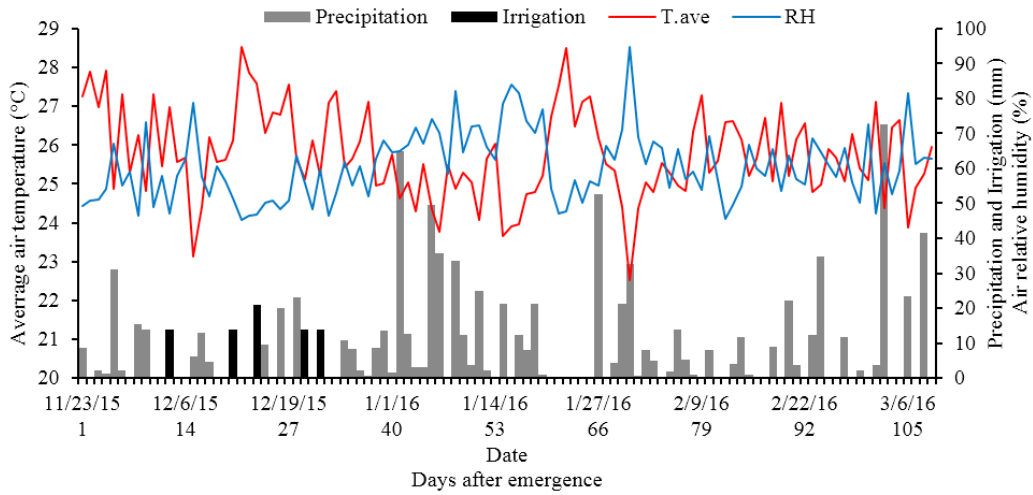 Precipitation Irrigation T.ave RH
29
28
27
26
25
24
23
22
21
20
Averrage air temperature (°C)
100
90
80
70
60
50
40
30
20
10
0
Precipitation and Irrigation (mm)
Air relative humidity (%)
11/23/15 12/6/15 12/19/15 1/1/16 1/14/16 1/27/16 2/9/16 2/22/16 3/6/16
1 14 27 40 53 66 79 92 105
Date
Days after emergence